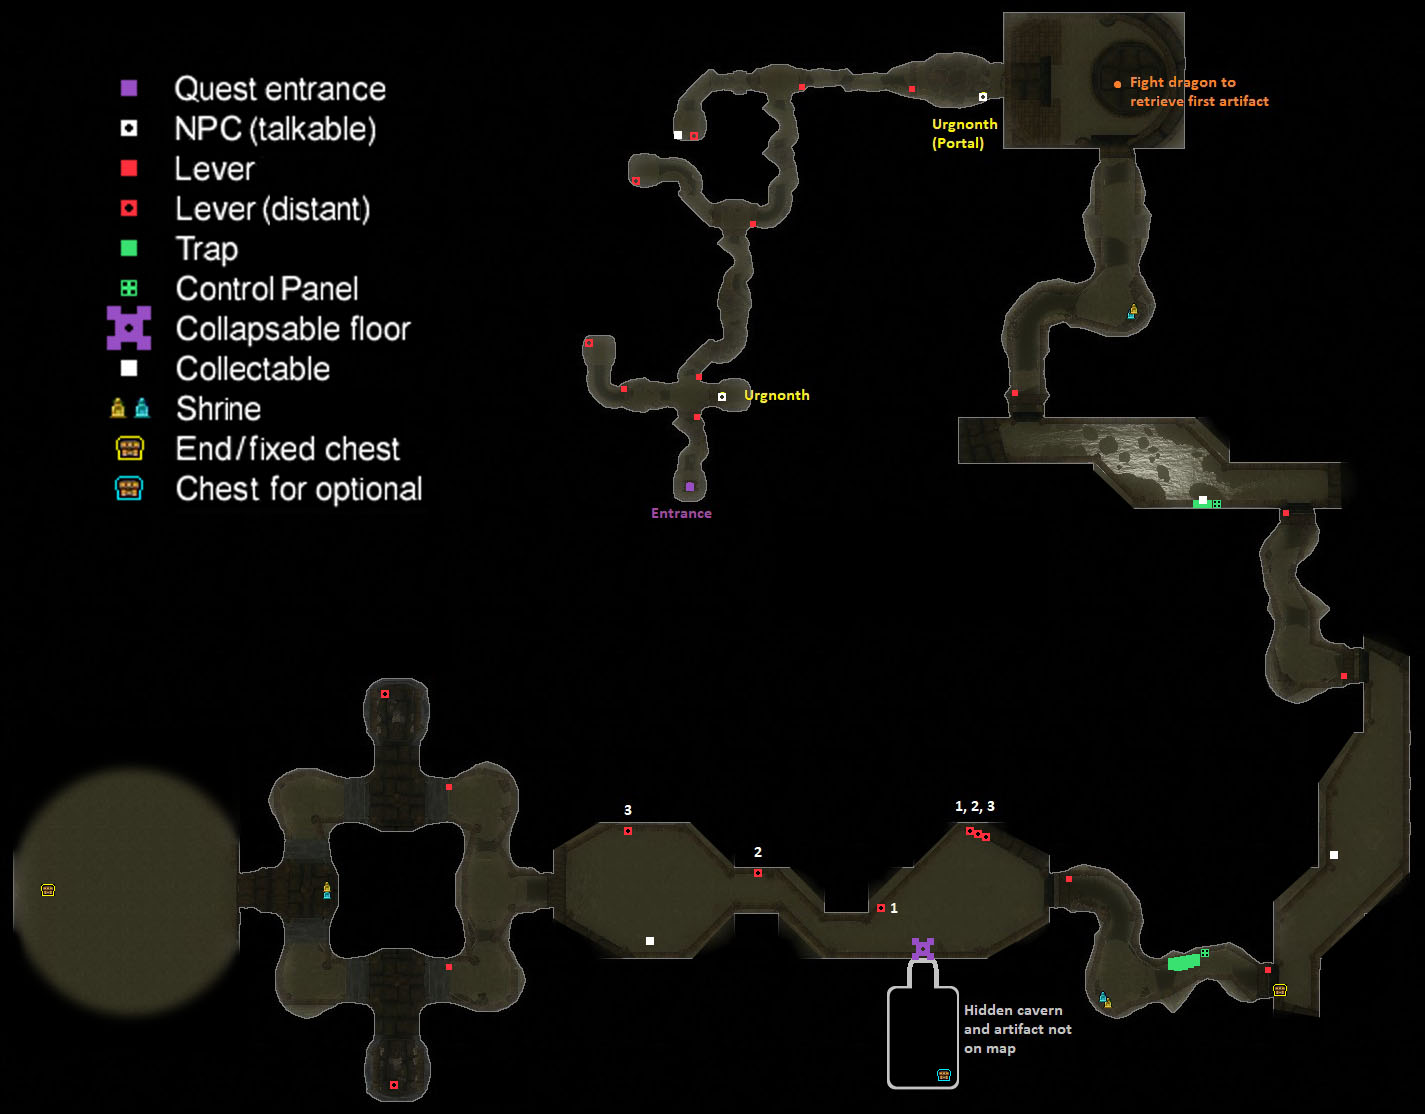 Quest entrance
NPC (talkable)
Lever
Lever (distant)
Trap
Control Panel
Collapsable floor
Collectable
Shrine
End/fixed chest
Chest for optional
Fight dragon to
retrieve first artifact
Urgnonth
(Portal)
Urgnonth
Entrance
3
2
1, 2, 3
1
Hidden cavern
and artifact not
on map